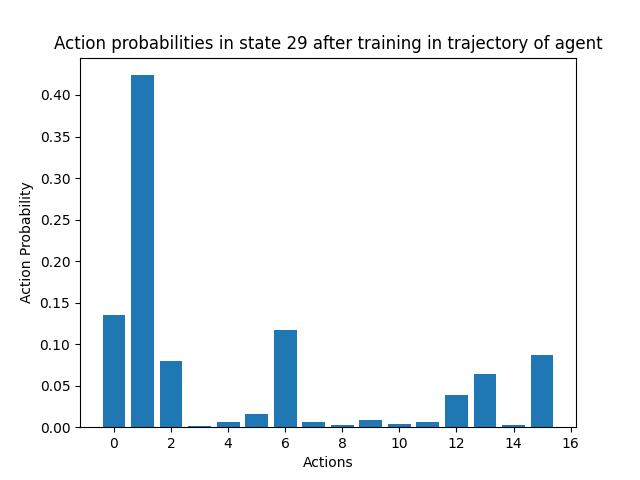 Action probabilities in state 29 after training in trajectory of agent
0.40
0.35
0.30
0.25
0.20
0.15
0.10
0.05
0.00
Action Probability
0 2 4 6 8 10 12 14 16
Actions